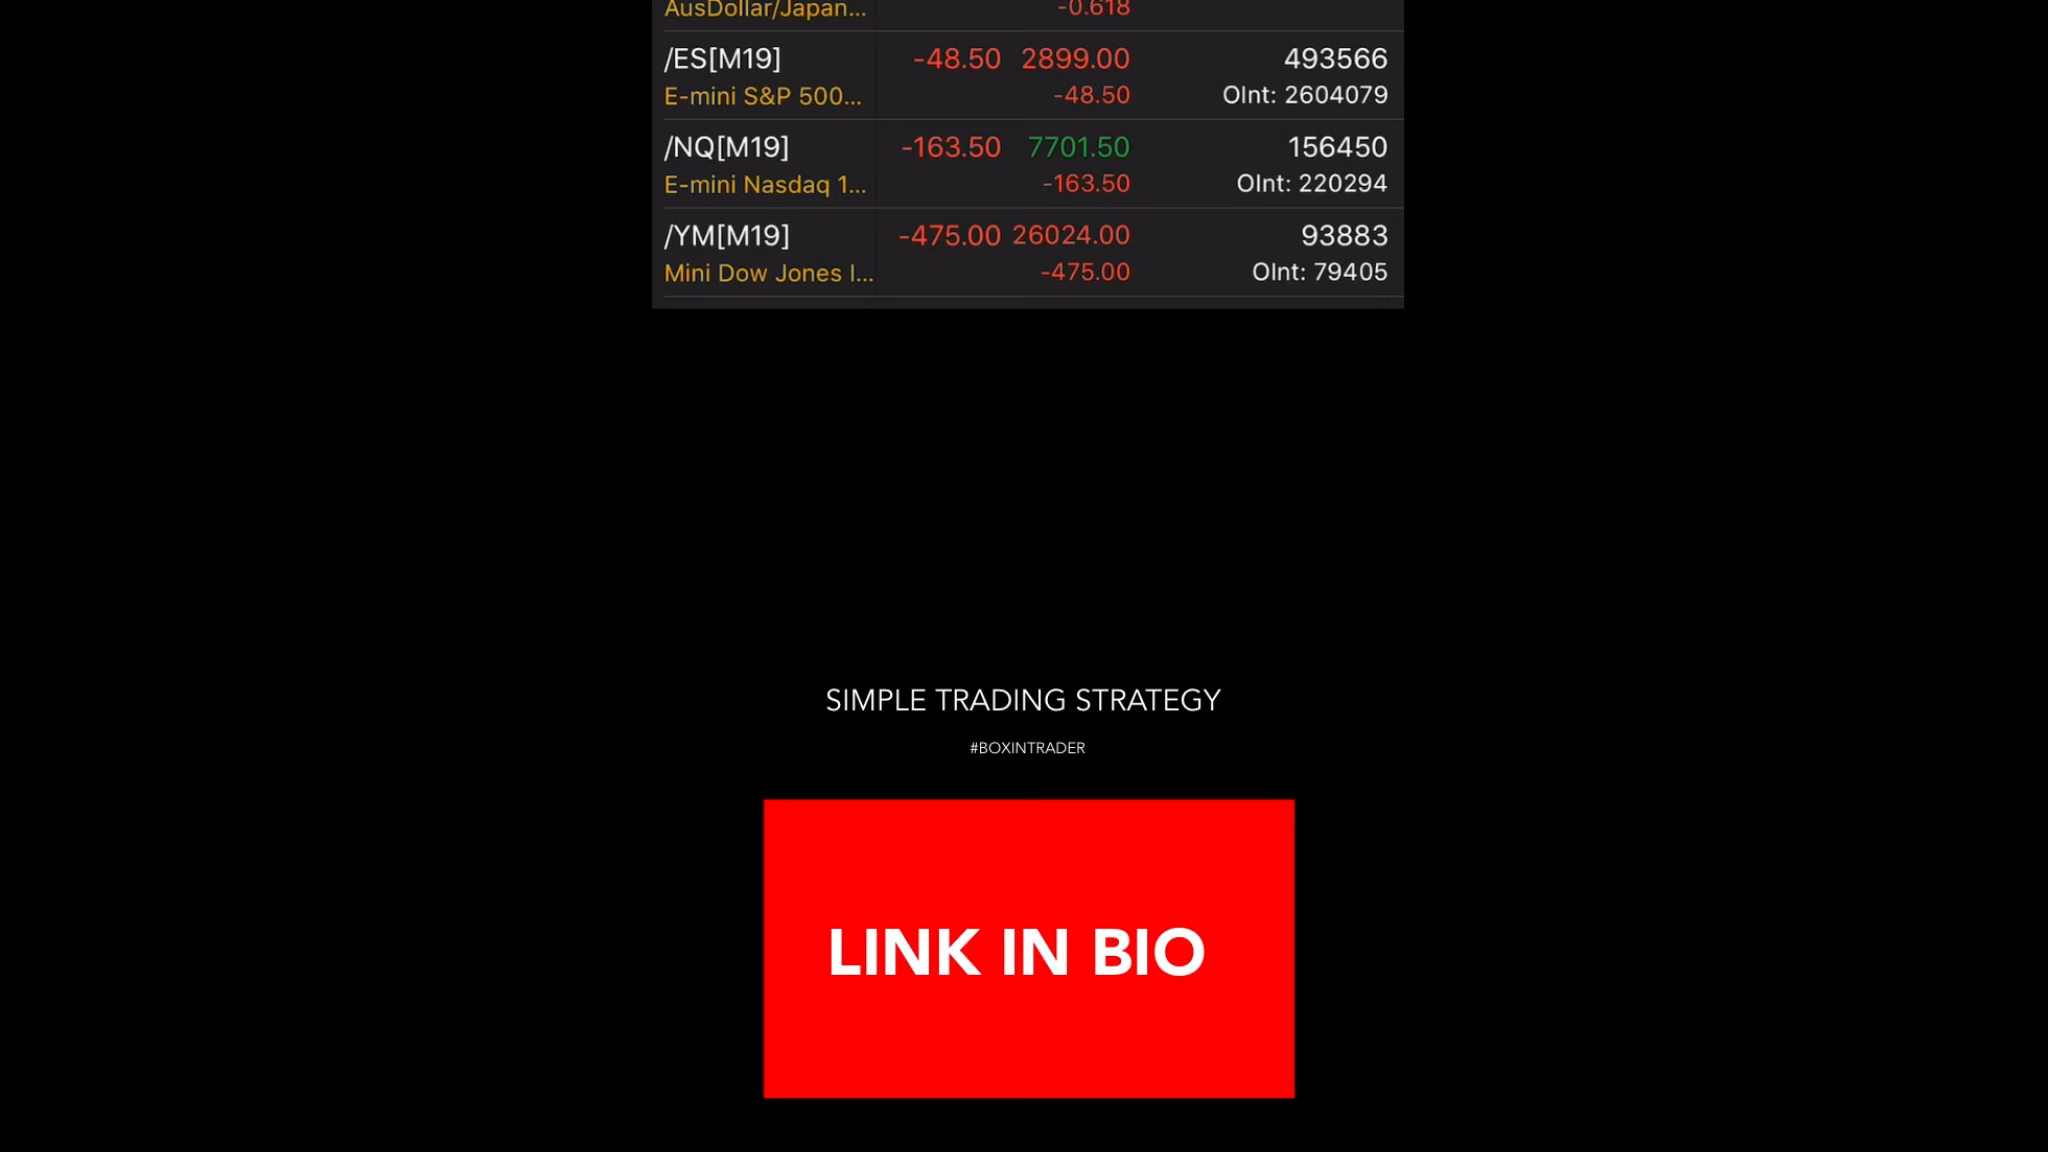 AusDollar/Japan... -0.618
/ES[M19] -48.50 2899.00 493566
E-mini S&P 500... -48.50 OInt: 2604079
/NQ[M19] -163.50 7701.50 156450
E-mini Nasdaq 1... -163.50 OInt: 220294
/YM[M19] -475.00 26024.00 93883
Mini Dow Jones I... -475.00 OInt: 79405
SIMPLE TRADING STRATEGY
#BOXINTRADER
LINK IN BIO